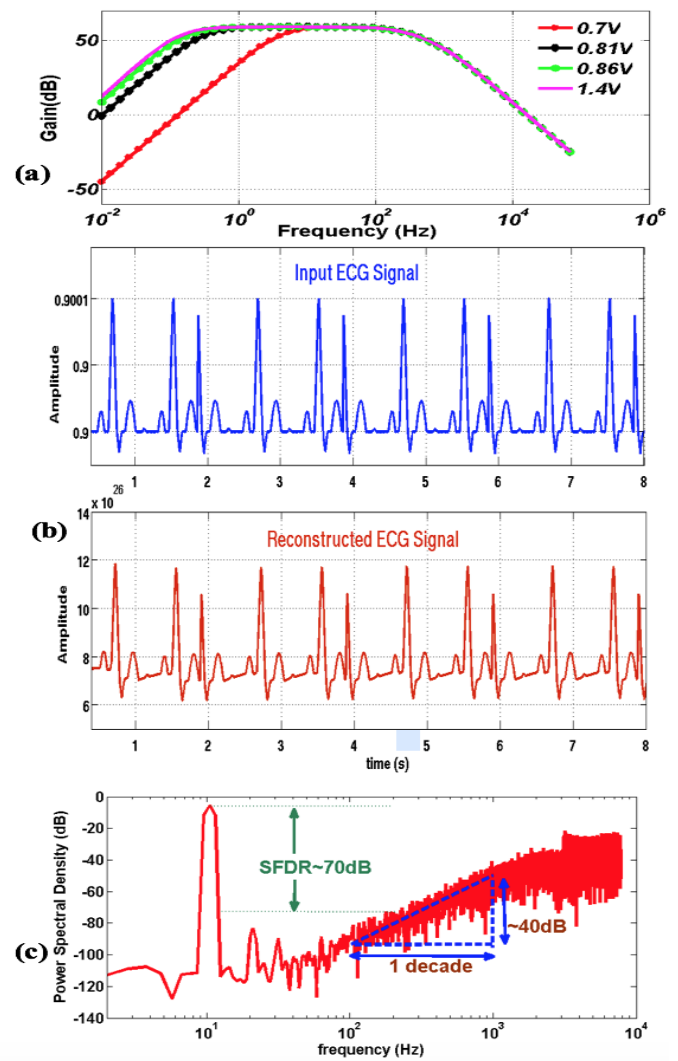 50
0
-50
Gain(dB)
0.7V
0.81V
0.86V
1.4V
(a)
10^-2 10^0 10^2 10^4 10^6
Frequency (Hz)
Input ECG Signal
0.9001
0.9
0.9
Amplitude
1 2 3 4 5 6 7 8
x 10^26
14
12
10
8
6
(b)
Reconstructed ECG Signal
Amplitude
1 2 3 4 5 6 7 8
time (s)
0
-20
-40
-60
-80
-100
-120
-140
Power Spectral Density (dB)
SFDR~70dB
~40dB
1 decade
(c)
10^1 10^2 10^3 10^4
frequency (Hz)